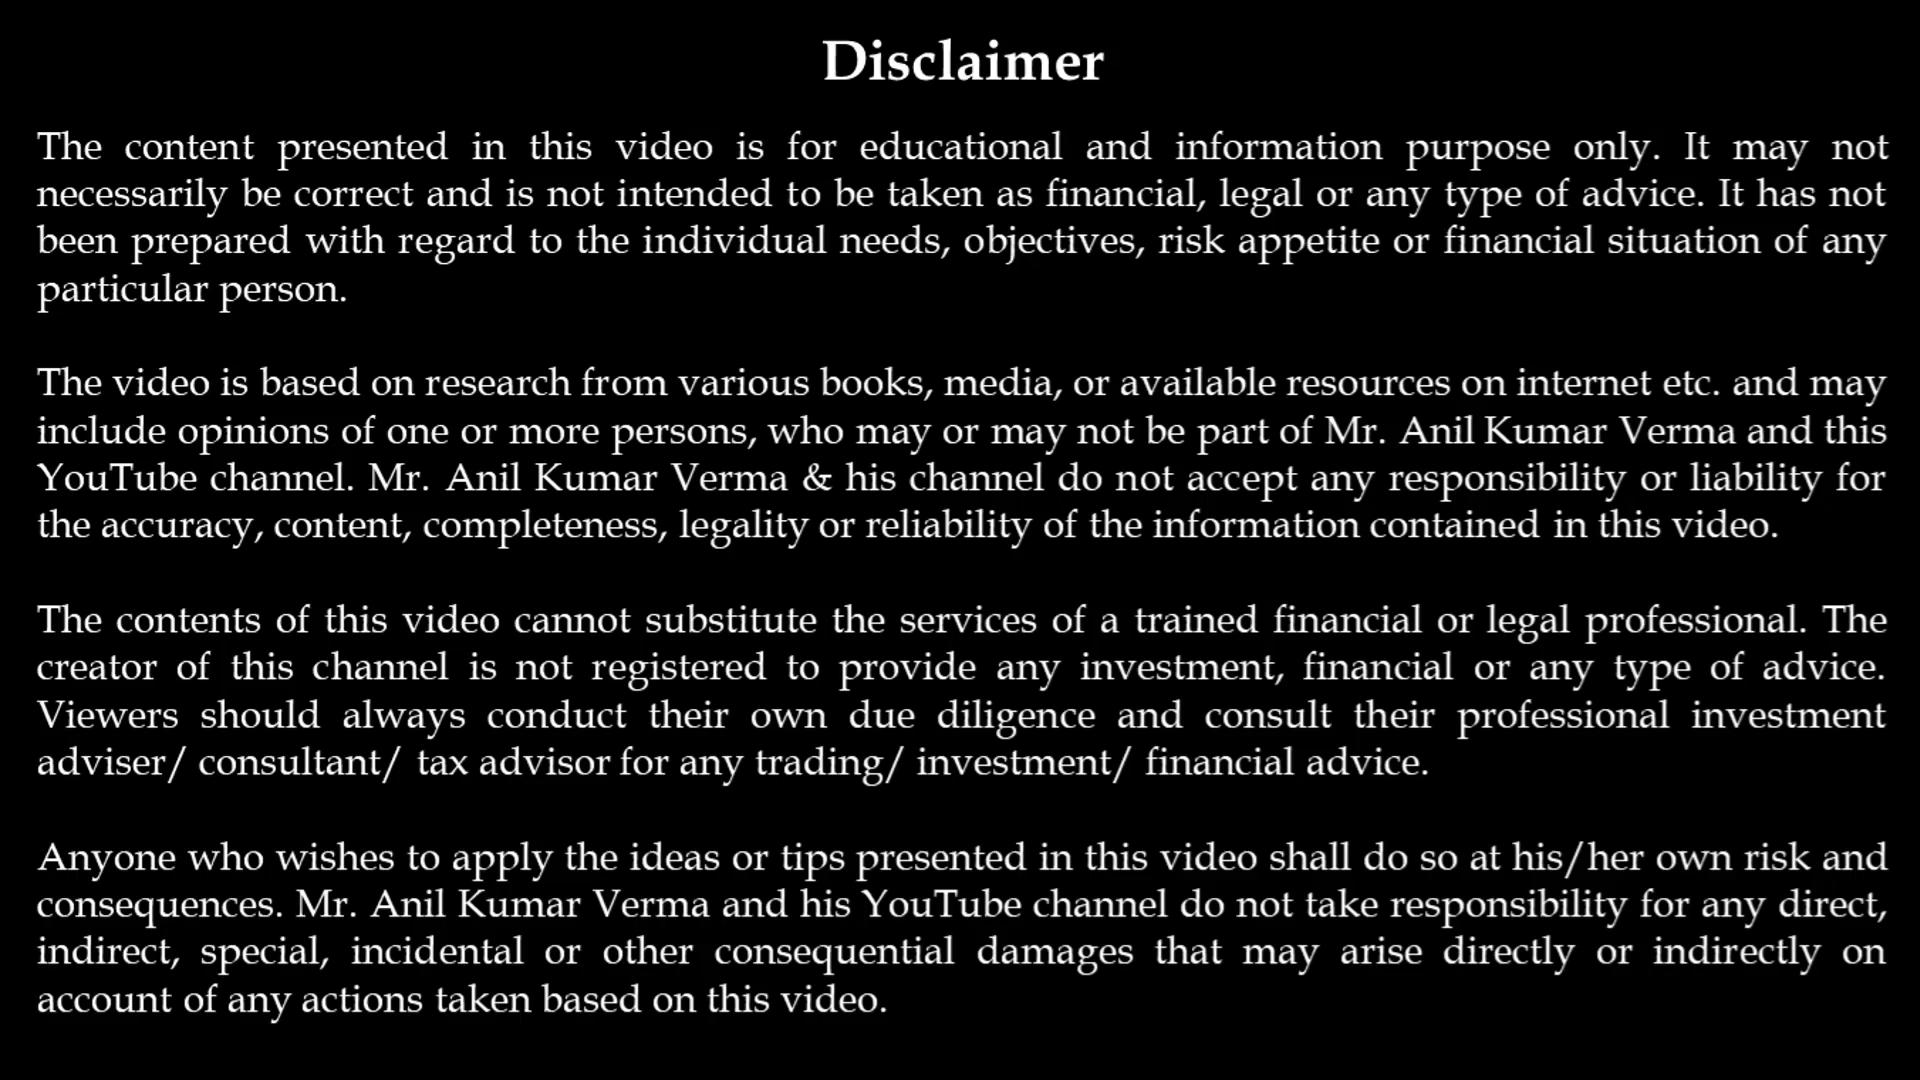 Disclaimer
The content presented in this video is for educational and information purpose only. It may not
necessarily be correct and is not intended to be taken as financial, legal or any type of advice. It has not
been prepared with regard to the individual needs, objectives, risk appetite or financial situation of any
particular person.
The video is based on research from various books, media, or available resources on internet etc. and may
include opinions of one or more persons, who may or may not be part of Mr. Anil Kumar Verma and this
YouTube channel. Mr. Anil Kumar Verma & his channel do not accept any responsibility or liability for
the accuracy, content, completeness, legality or reliability of the information contained in this video.
The contents of this video cannot substitute the services of a trained financial or legal professional. The
creator of this channel is not registered to provide any investment, financial or any type of advice.
Viewers should always conduct their own due diligence and consult their professional investment
adviser/ consultant/ tax advisor for any trading/ investment/ financial advice.
Anyone who wishes to apply the ideas or tips presented in this video shall do so at his/her own risk and
consequences. Mr. Anil Kumar Verma and his YouTube channel do not take responsibility for any direct,
indirect, special, incidental or other consequential damages that may arise directly or indirectly on
account of any actions taken based on this video.